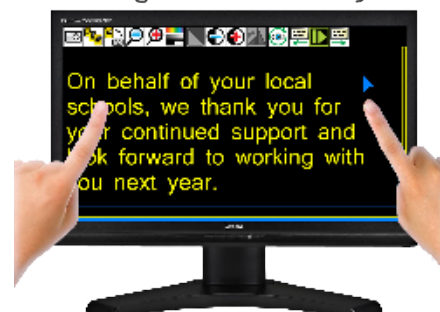 On behalf of your local
schools, we thank you for
your continued support and
look forward to working with
you next year.